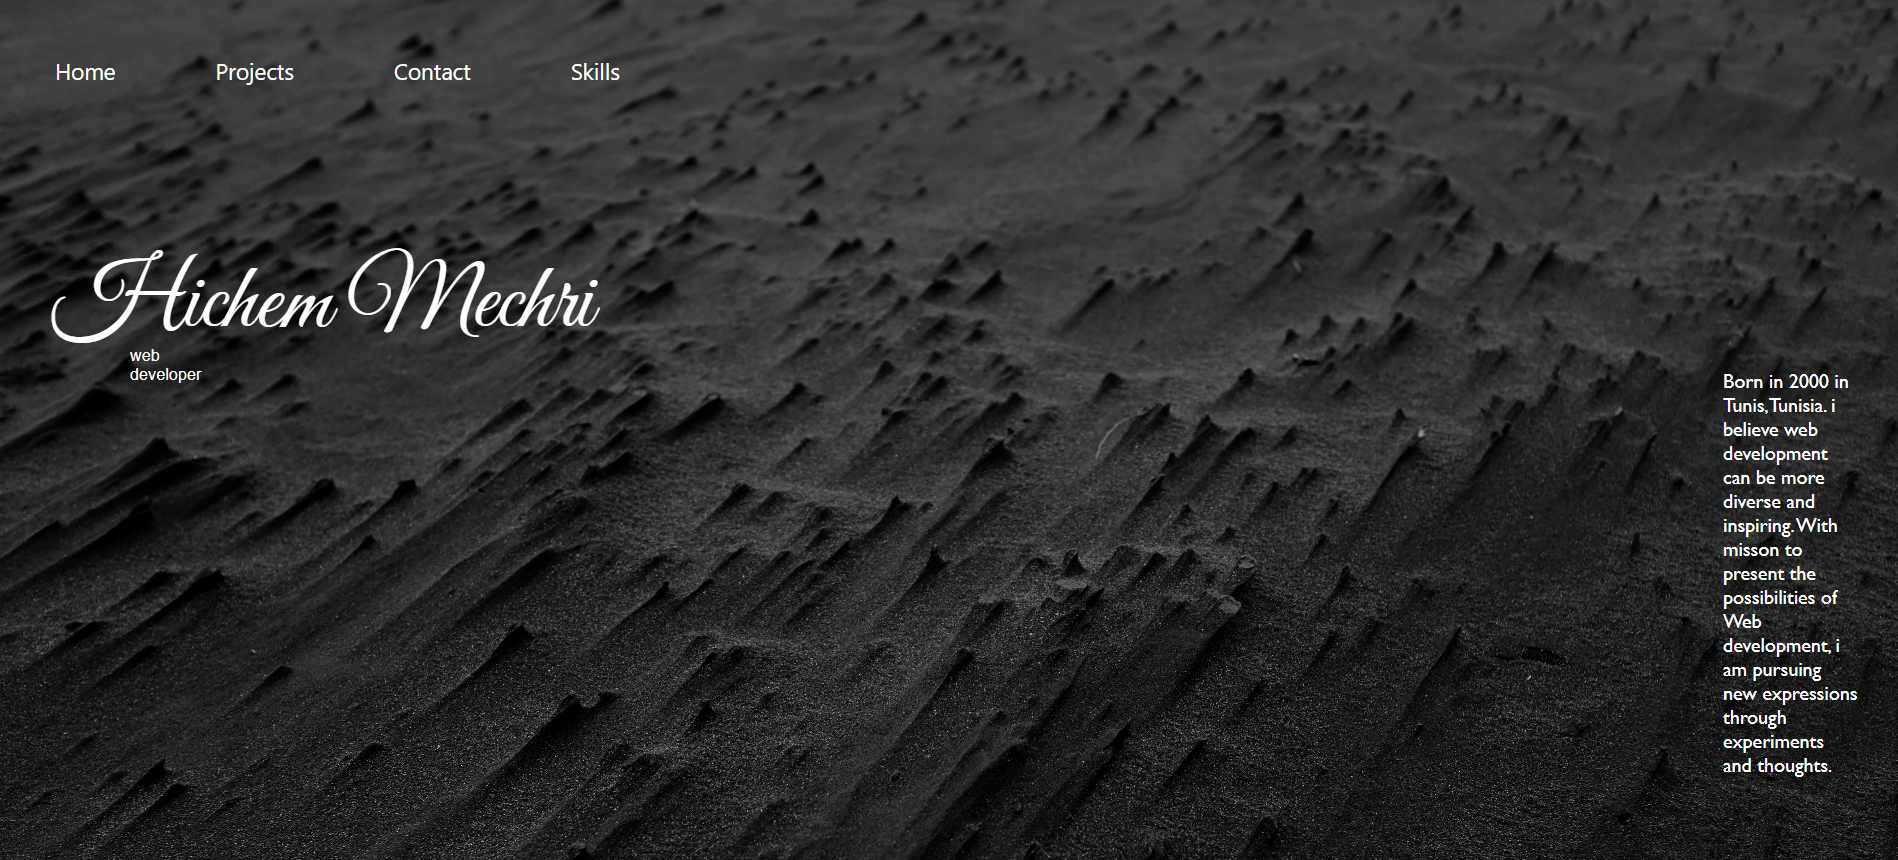 Home Projects Contact Skills
Hichem Mechri
web
developer
Born in 2000 in
Tunis,Tunisia. i
believe web
development
can be more
diverse and
inspiring.With
misson to
present the
possibilities of
Web
development, i
am pursuing
new expressions
through
experiments
and thoughts.